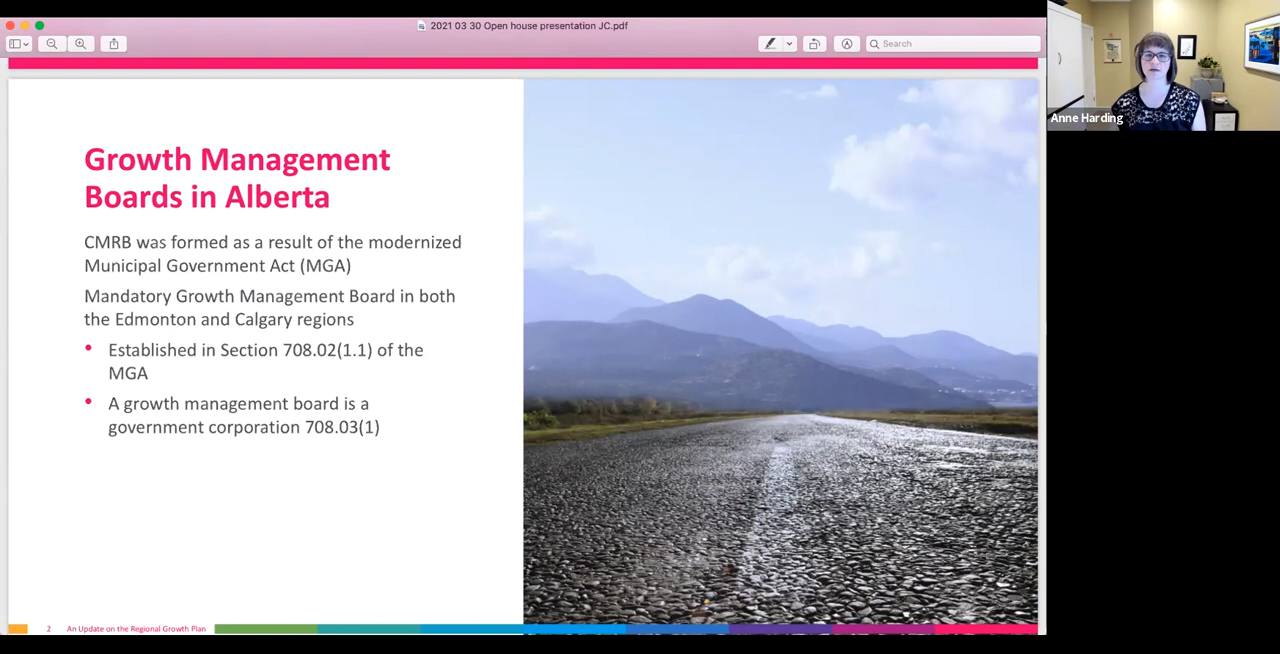 2021 03 30 Open house presentation JC.pdf
Search
Anne Harding
Growth Management
Boards in Alberta
CMRB was formed as a result of the modernized
Municipal Government Act (MGA)
Mandatory Growth Management Board in both
the Edmonton and Calgary regions
• Established in Section 708.02(1.1) of the
MGA
• A growth management board is a
government corporation 708.03(1)
2 An Update on the Regional Growth Plan